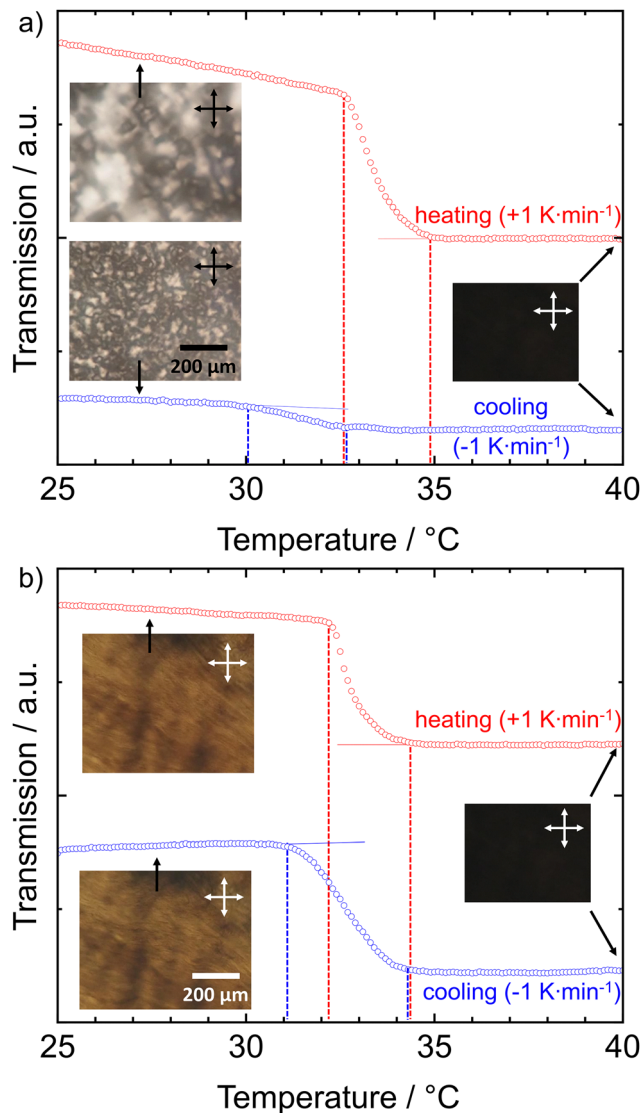 a)
Transmission / a.u.
heating (+1 K·min⁻¹)
200 µm
cooling
(-1 K·min⁻¹)
25 30 35 40
Temperature / °C
b)
Transmission / a.u.
heating (+1 K·min⁻¹)
200 µm
cooling (-1 K·min⁻¹)
25 30 35 40
Temperature / °C